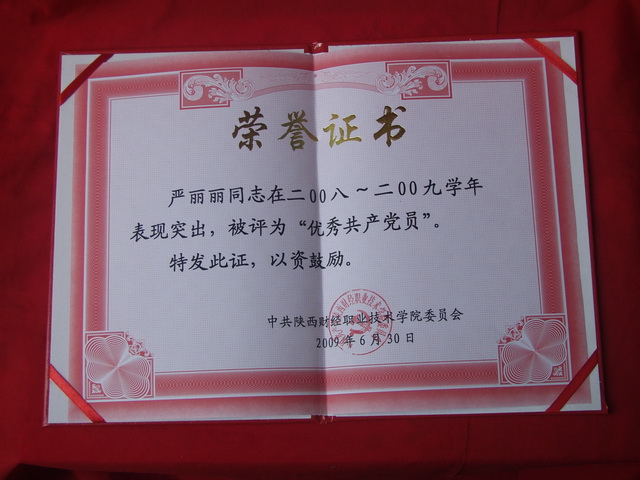 荣誉证书
严丽丽同志在二00八～二00九学年
表现突出，被评为“优秀共产党员”。
特发此证，以资鼓励。
中共陕西财经职业技术学院委员会
2009年6月30日